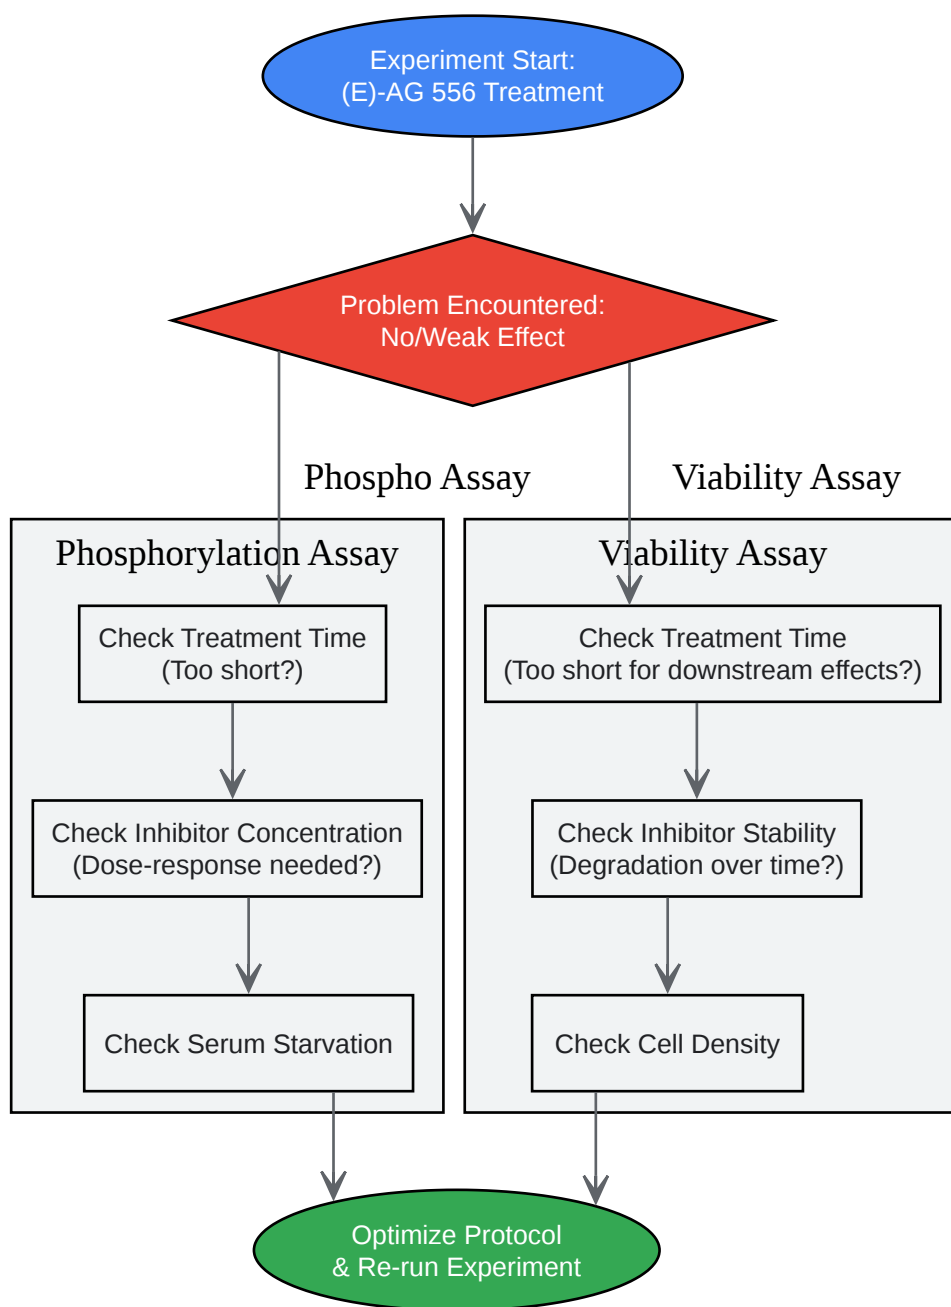 Experiment Start:
(E)-AG 556 Treatment
Problem Encountered:
No/Weak Effect
Phospho Assay
Viability Assay
Phosphorylation Assay
Check Treatment Time
(Too short?)
Check Inhibitor Concentration
(Dose-response needed?)
Check Serum Starvation
Viability Assay
Check Treatment Time
(Too short for downstream effects?)
Check Inhibitor Stability
(Degradation over time?)
Check Cell Density
Optimize Protocol
& Re-run Experiment